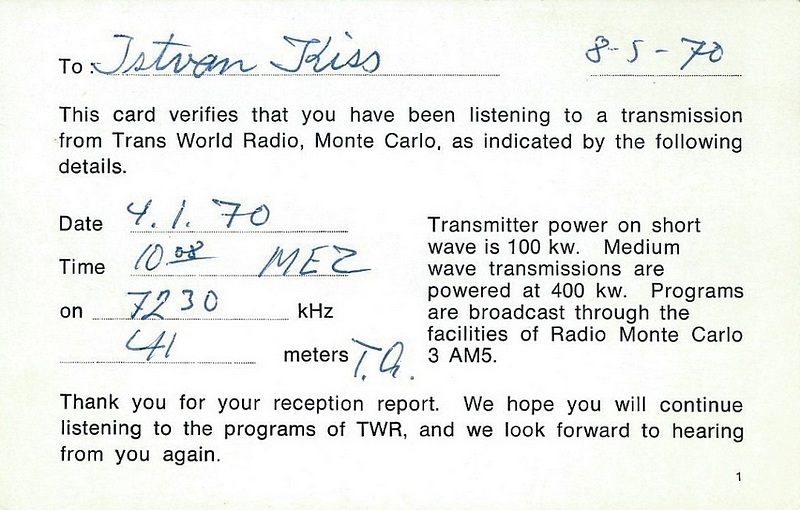 To: Istvan Kiss 8-5-70
This card verifies that you have been listening to a transmission
from Trans World Radio, Monte Carlo, as indicated by the following
details.
Date 4.1.70
Time 10 08 MEZ
on 7230 kHz
41 meters
Transmitter power on short
wave is 100 kw. Medium
wave transmissions are
powered at 400 kw. Programs
are broadcast through the
facilities of Radio Monte Carlo
3 AM5.
Thank you for your reception report. We hope you will continue
listening to the programs of TWR, and we look forward to hearing
from you again.
1